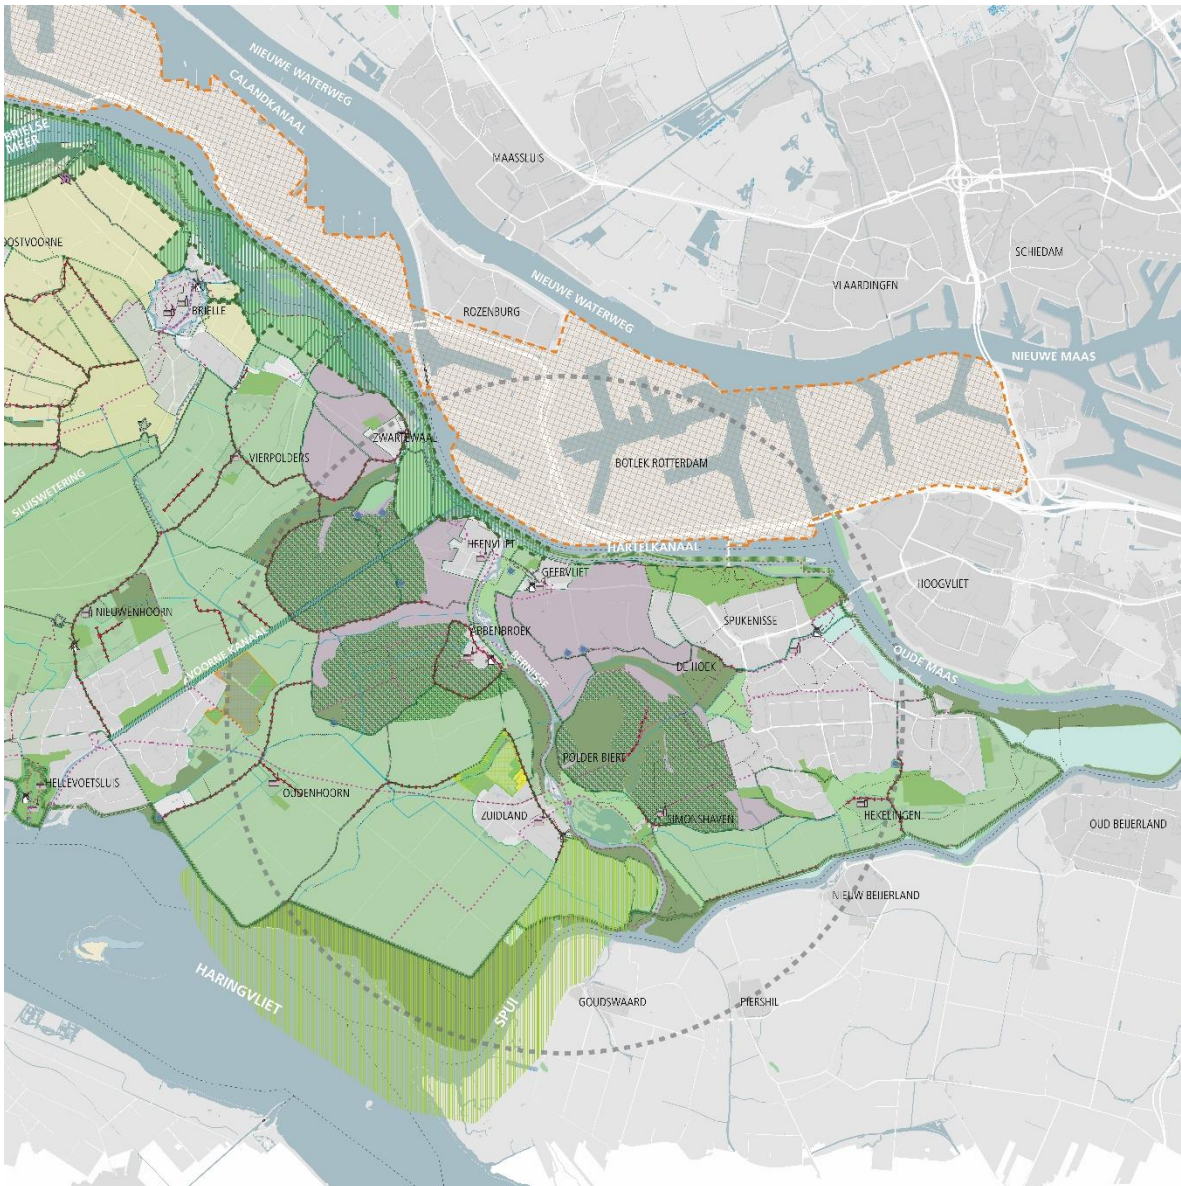 NIEUWE WATERWEG
CALANDKANAAL
BRIELSE
MEER
MAASSLUIS
OOSTVOORNE
SCHIEDAM
VLAARDINGEN
NIEUWE WATERWEG
ROZENBURG
BRIELLE
NIEUWE MAAS
ZWARTEWAAL
VIERPOLDERS
BOTLEK ROTTERDAM
SLUISWETERING
HEENVLIET
HARTELKANAAL
GEERVLIET
HOOGVLIET
NIEUWENHOORN
SPIJKENISSE
ABBENBROEK
VOORNE KANAAL
BERNISSE
DE HOEK
OUDE MAAS
POLDER BIERT
HELLEVOETSLUIS
OUDENHOORN
ZUIDLAND
SIMONSHAVEN
HEKELINGEN
OUD BEIJERLAND
NIEUW BEIJERLAND
HARINGVLIET
SPUI
GOUDSWAARD
PIERSHIL